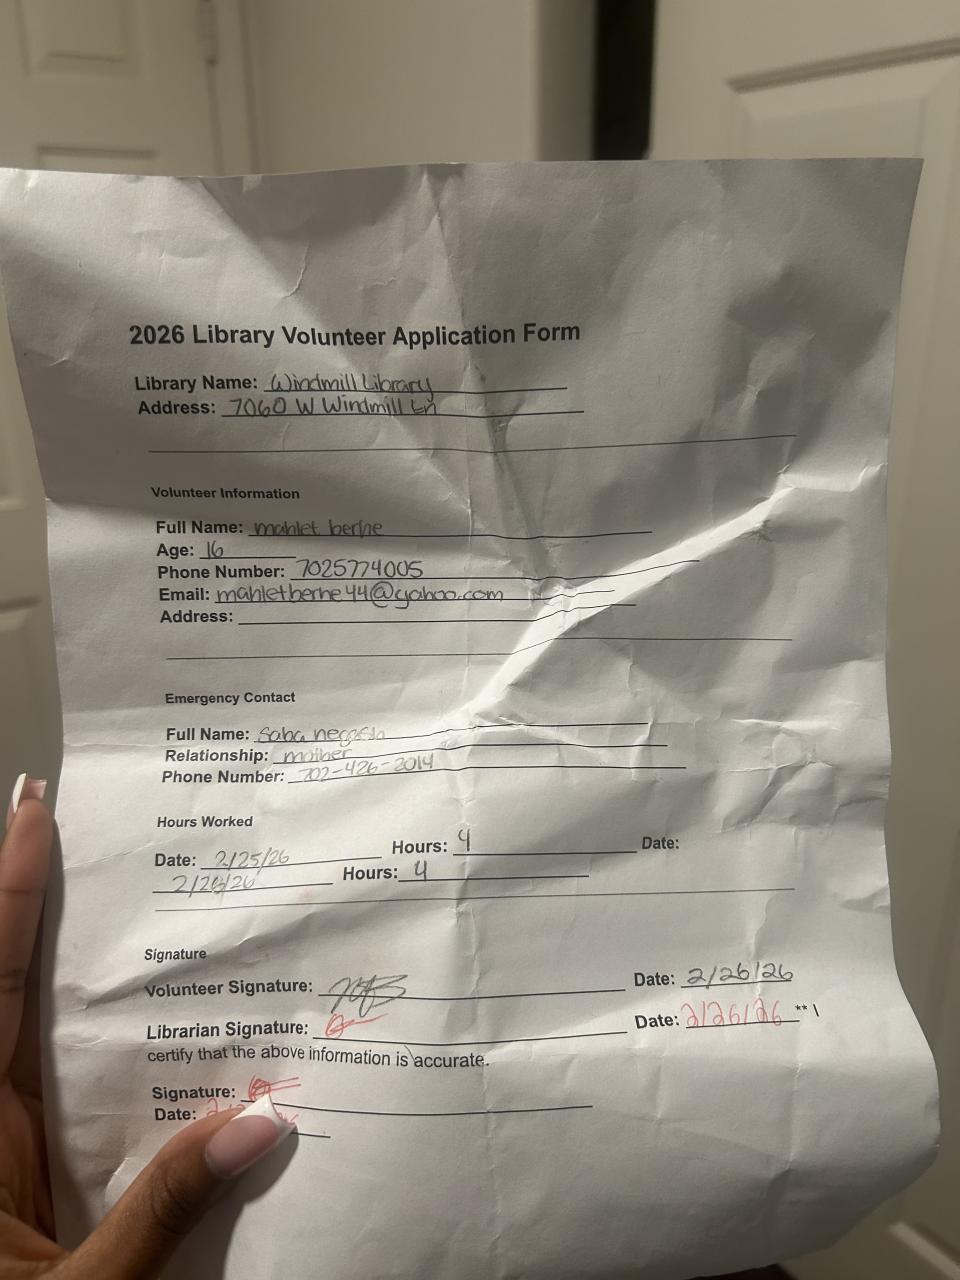 2026 Library Volunteer Application Form
Library Name: Windmill Library
Address: 7060 W Windmill Ln
Volunteer Information
Full Name: mahlet berhe
Age: 16
Phone Number: 7025774005
Email: mahletberhe44@yahoo.com
Address:
Emergency Contact
Full Name: Saba
Relationship: mother
Phone Number: 702-426-2014
Hours Worked
Date: 2/25/26 Hours: 4 Date:
2/26/26 Hours: 4
Signature
Volunteer Signature: Date: 2/26/26
Librarian Signature: Date: 2/26/26 ** I
certify that the above information is accurate.
Signature:
Date: